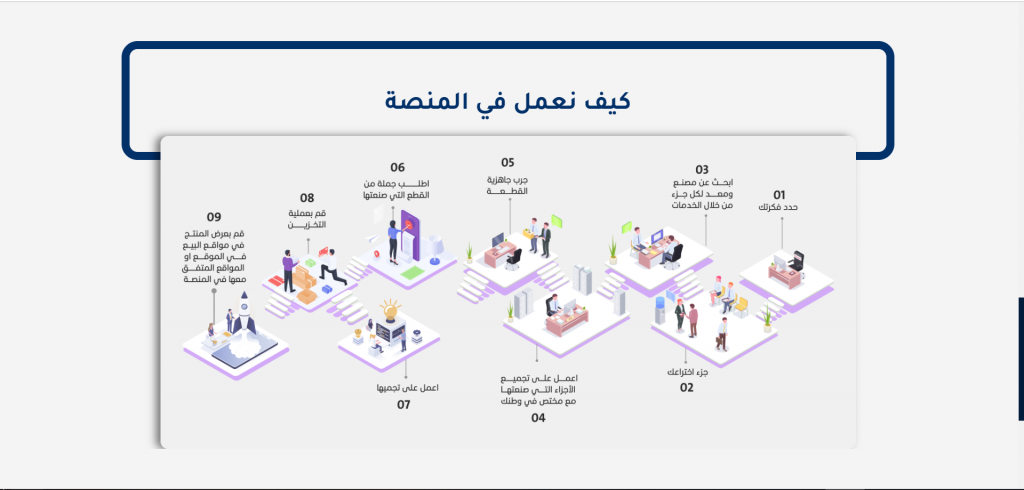 كيف نعمل في المنصة
01
حدد فكرتك
جزء اختراعك
02
03
ابحث عن مصنع
ومعد لكل جزء
من خلال الخدمات
اعمل على تجميع
الأجزاء التي صنعتها
مع مختص في وطنك
04
05
جرب جاهزية
القطعة
06
اطلب جملة من
القطع التي صنعتها
اعمل على تجميها
07
08
قم بعملية
التخزين
09
قم بعرض المنتج
في مواقع البيع
في الموقع او
المواقع المتفق
معها في المنصة